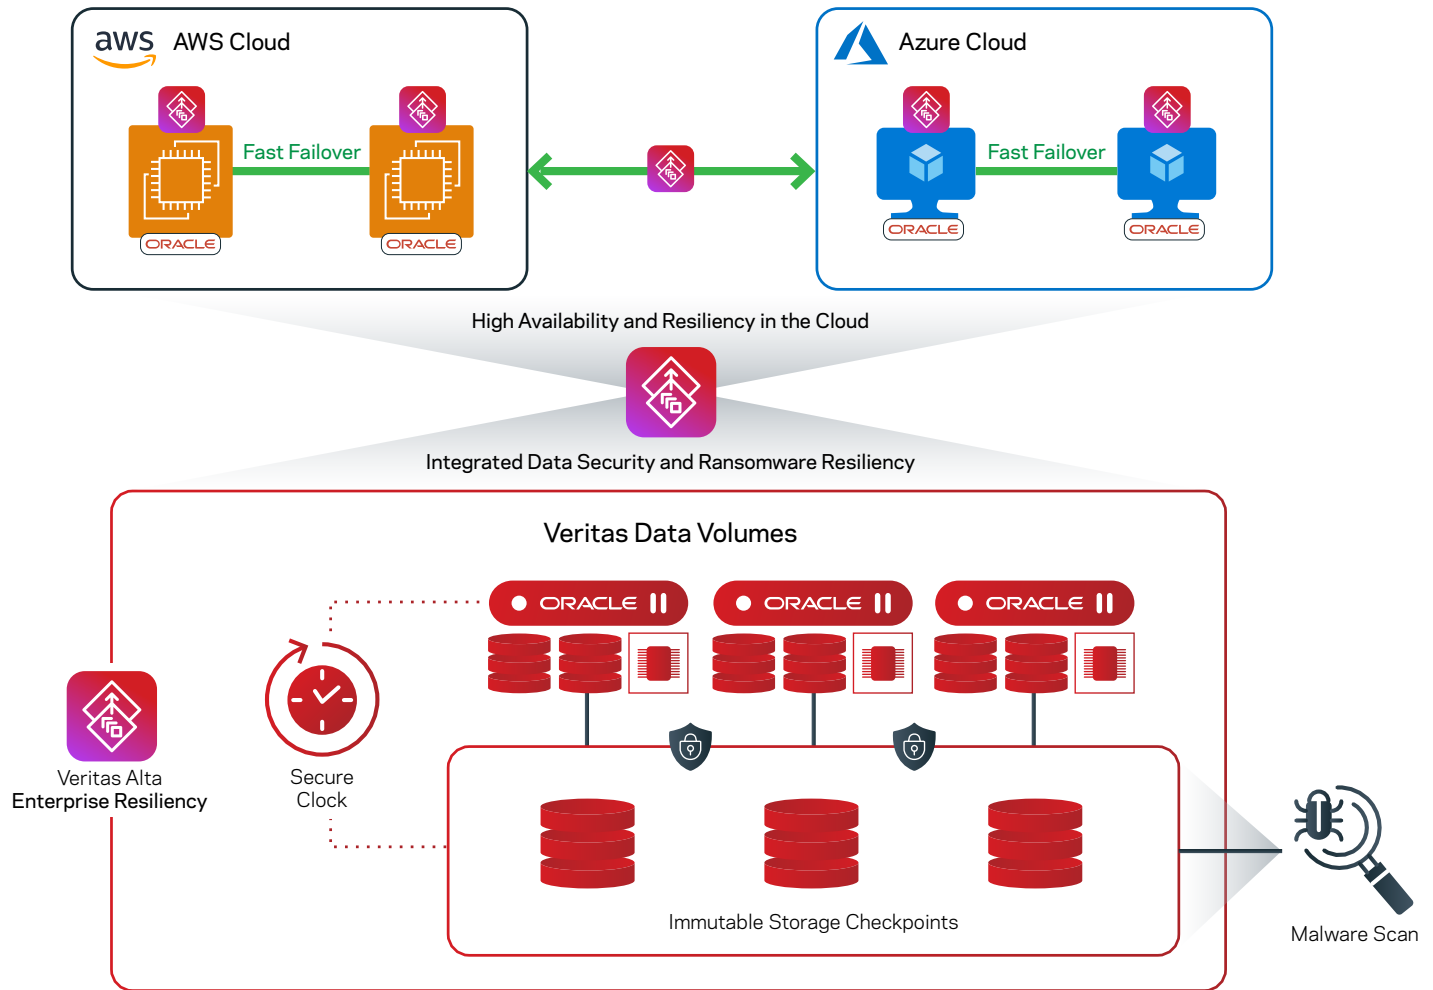 aws AWS Cloud
Azure Cloud
Fast Failover
Fast Failover
ORACLE
ORACLE
ORACLE
ORACLE
High Availability and Resiliency in the Cloud
Integrated Data Security and Ransomware Resiliency
Veritas Data Volumes
ORACLE
ORACLE
ORACLE
Secure
Clock
Veritas Alta
Enterprise Resiliency
Immutable Storage Checkpoints
Malware Scan